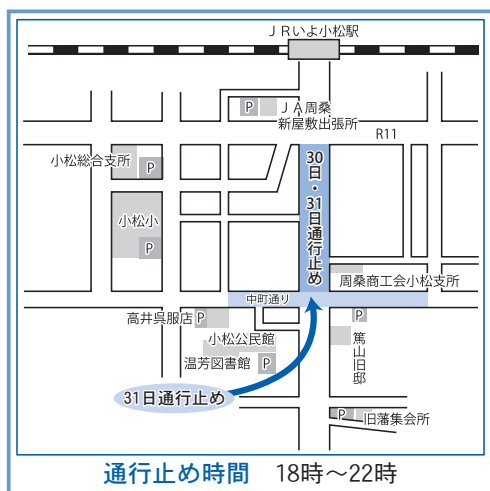 JRいよ小松駅
P
JA周桑
新屋敷出張所
R11
小松総合支所
P
30日・31日通行止め
小松小
P
周桑商工会小松支所
中町通り
高井呉服店 P
P
小松公民館
温芳図書館 P
篤山旧邸
31日通行止め
P 旧藩集会所
通行止め時間 18時～22時